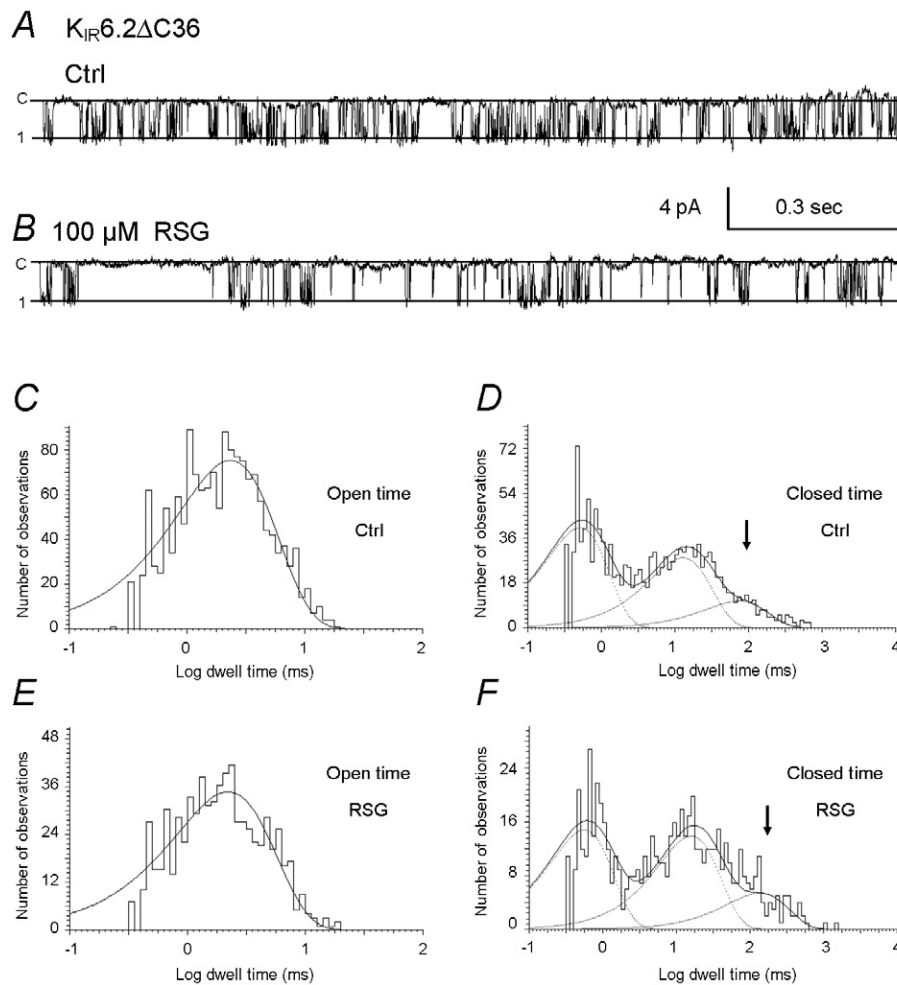 A K_IR6.2ΔC36
Ctrl
C
1
4 pA 0.3 sec
B 100 µM RSG
C
1
C
Number of observations
80
60
40
20
0
Open time
Ctrl
-1 0 1 2
Log dwell time (ms)
D
Number of observations
72
54
36
18
0
Closed time
Ctrl
-1 0 1 2 3 4
Log dwell time (ms)
E
Number of observations
48
36
24
12
0
Open time
RSG
-1 0 1 2
Log dwell time (ms)
F
Number of observations
24
16
8
0
Closed time
RSG
-1 0 1 2 3 4
Log dwell time (ms)